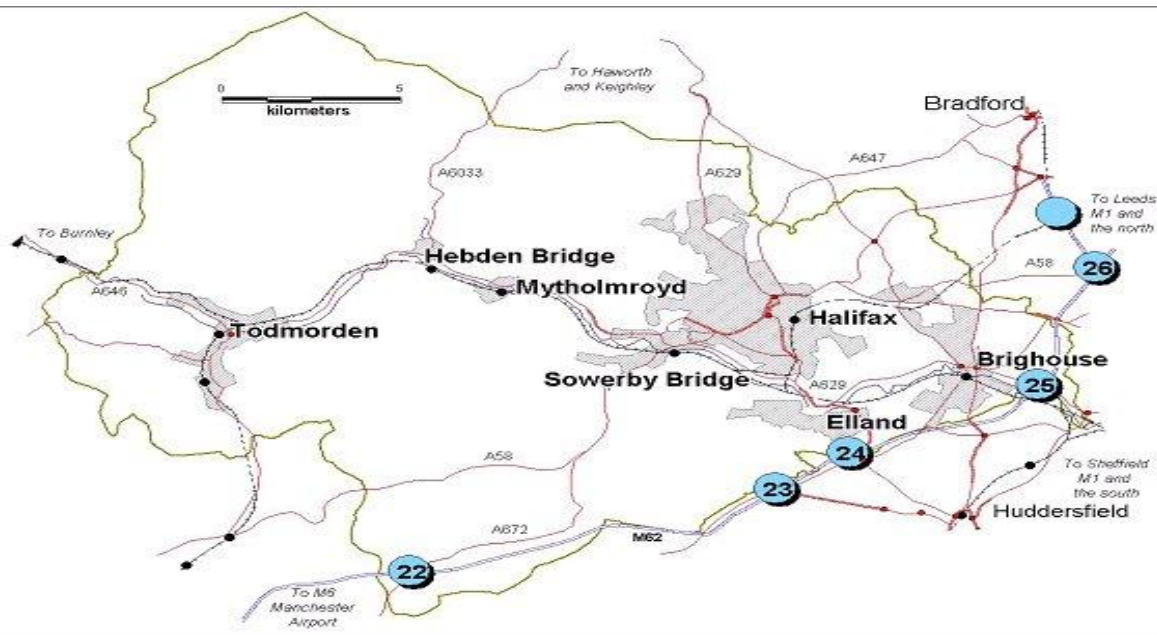 To Haworth
and Keighley
0 5
kilometers
Bradford
A647
A6033
A629
To Leeds
M1 and
the north
To Burnley
Hebden Bridge
A58
26
A646
Mytholmroyd
Todmorden
Halifax
Sowerby Bridge
Brighouse
A629
25
Elland
24
A58
23
To Sheffield
M1 and
the south
Huddersfield
A672
M62
22
To M6
Manchester
Airport